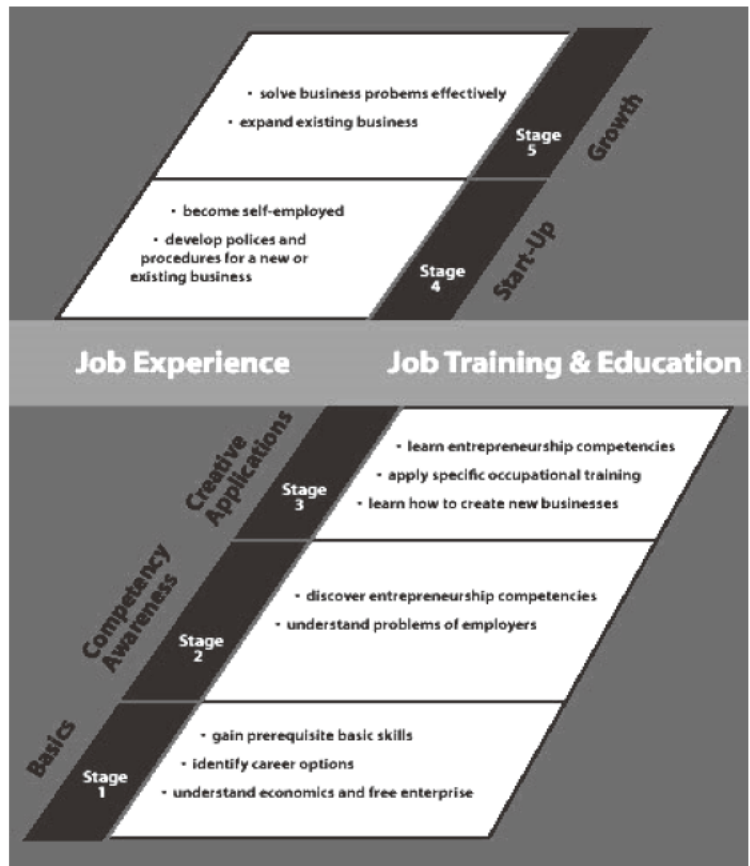 • solve business probems effectively
• expand existing business
Stage
5
Growth
• become self-employed
• develop polices and
procedures for a new or
existing business
Stage
4
Start-Up
Job Experience
Job Training & Education
Creative
Applications
Stage
3
• learn entrepreneurship competencies
• apply specific occupational training
• learn how to create new businesses
Competency
Awareness
Stage
2
• discover entrepreneurship competencies
• understand problems of employers
Basics
Stage
1
• gain prerequisite basic skills
• identify career options
• understand economics and free enterprise